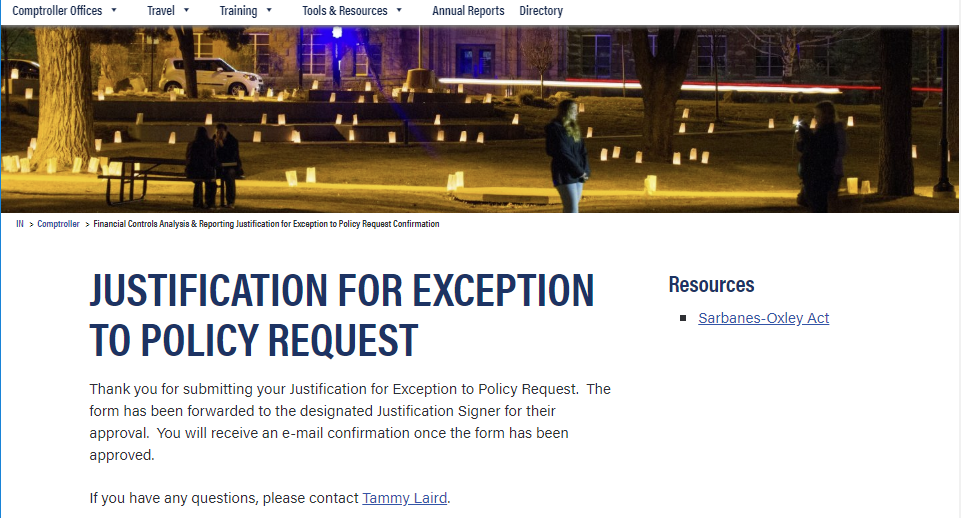 Comptroller Offices Travel Training Tools & Resources Annual Reports Directory
IN > Comptroller > Financial Controls Analysis & Reporting Justification for Exception to Policy Request Confirmation
JUSTIFICATION FOR EXCEPTION
TO POLICY REQUEST
Thank you for submitting your Justification for Exception to Policy Request. The
form has been forwarded to the designated Justification Signer for their
approval. You will receive an e-mail confirmation once the form has been
approved.
If you have any questions, please contact Tammy Laird.
Resources
Sarbanes-Oxley Act